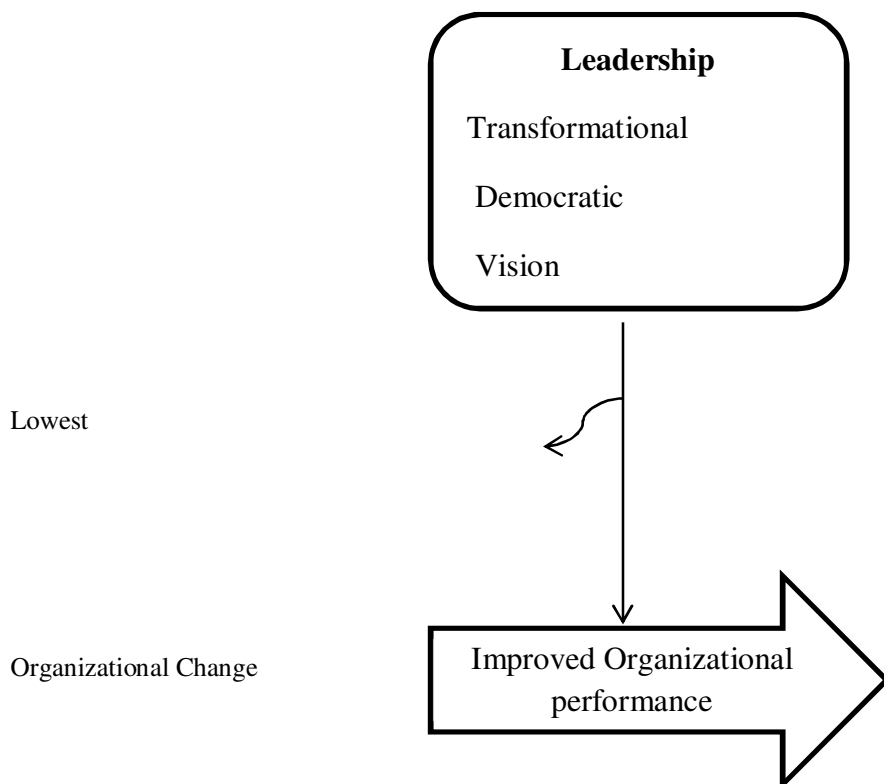 Leadership
Transformational
Democratic
Vision
Lowest
Organizational Change
Improved Organizational
performance